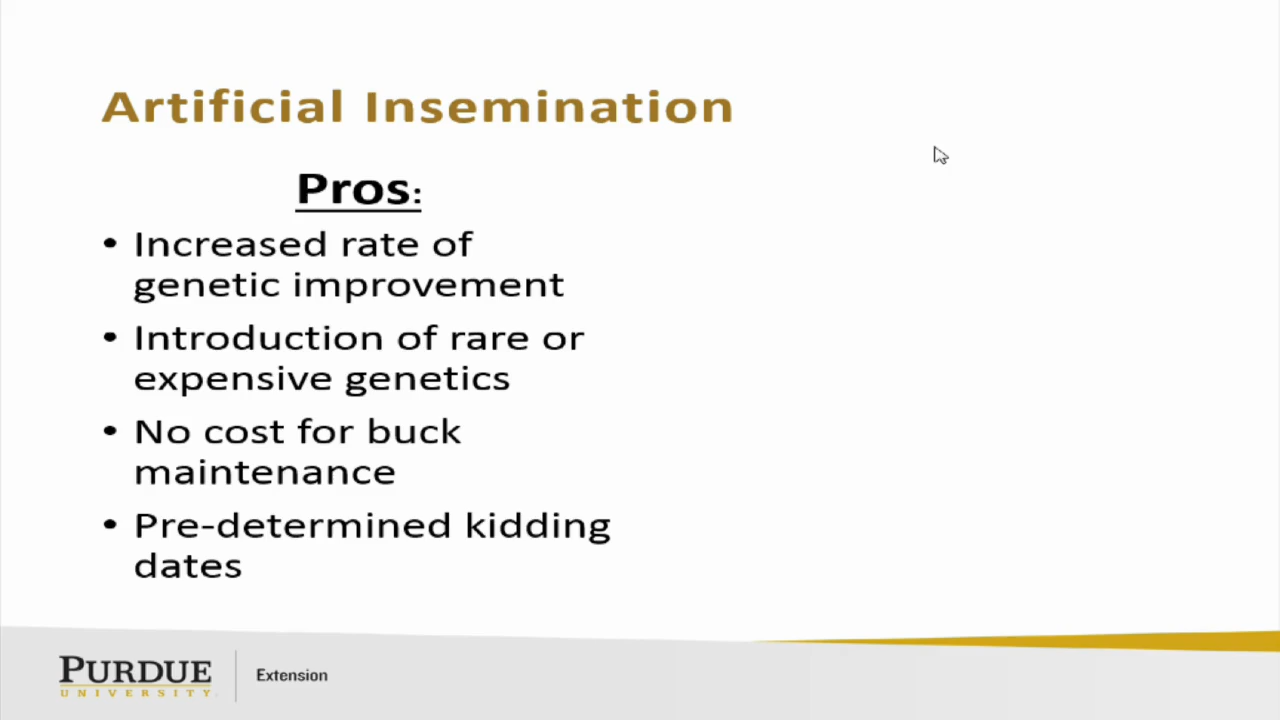 Artificial Insemination
Pros:
• Increased rate of
genetic improvement
• Introduction of rare or
expensive genetics
• No cost for buck
maintenance
• Pre-determined kidding
dates
PURDUE
UNIVERSITY
Extension